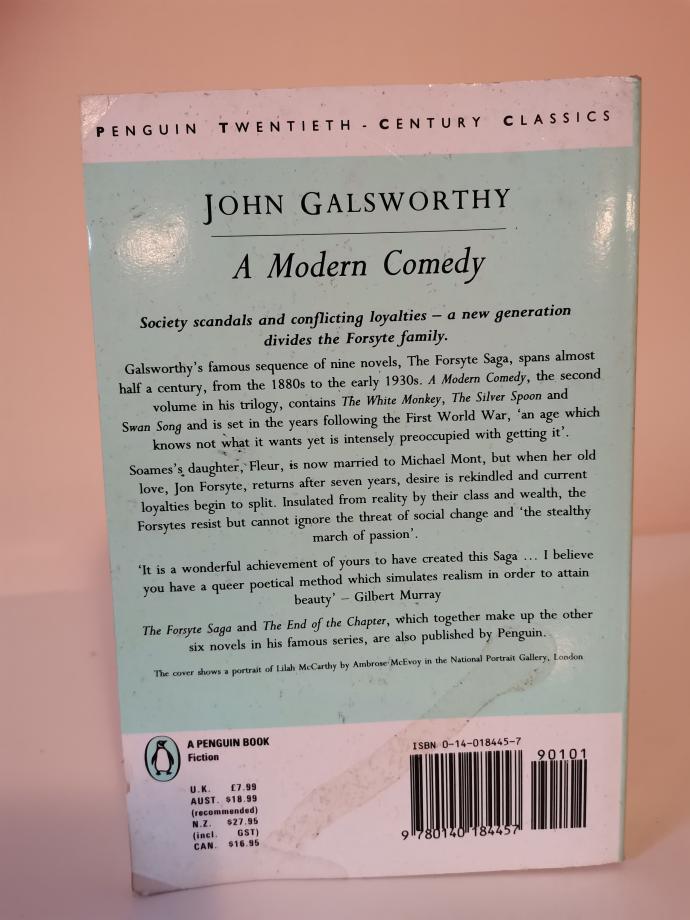 PENGUIN TWENTIETH-CENTURY CLASSICS
JOHN GALSWORTHY
A Modern Comedy
Society scandals and conflicting loyalties – a new generation
divides the Forsyte family.
Galsworthy's famous sequence of nine novels, The Forsyte Saga, spans almost
half a century, from the 1880s to the early 1930s. A Modern Comedy, the second
volume in his trilogy, contains The White Monkey, The Silver Spoon and
Swan Song and is set in the years following the First World War, 'an age which
knows not what it wants yet is intensely preoccupied with getting it'.
Soames's daughter, Fleur, is now married to Michael Mont, but when her old
love, Jon Forsyte, returns after seven years, desire is rekindled and current
loyalties begin to split. Insulated from reality by their class and wealth, the
Forsytes resist but cannot ignore the threat of social change and 'the stealthy
march of passion'.
'It is a wonderful achievement of yours to have created this Saga ... I believe
you have a queer poetical method which simulates realism in order to attain
beauty' – Gilbert Murray
The Forsyte Saga and The End of the Chapter, which together make up the other
six novels in his famous series, are also published by Penguin.
The cover shows a portrait of Lilah McCarthy by Ambrose McEvoy in the National Portrait Gallery, London
A PENGUIN BOOK
Fiction
U.K. £7.99
AUST. $18.99
(recommended)
N.Z. $27.95
(incl. GST)
CAN. $16.95
ISBN 0-14-018445-7
90101
9 780140 184457